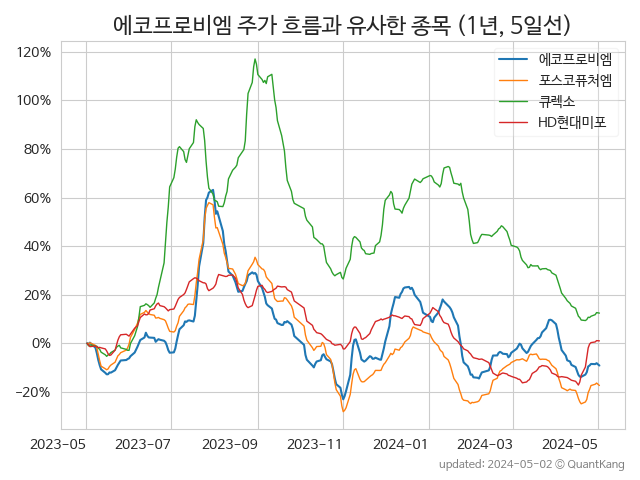 에코프로비엠 주가 흐름과 유사한 종목 (1년, 5일선)
에코프로비엠
포스코퓨처엠
큐렉소
HD현대미포
120%
100%
80%
60%
40%
20%
0%
−20%
2023-05 2023-07 2023-09 2023-11 2024-01 2024-03 2024-05
updated: 2024-05-02 © QuantKang